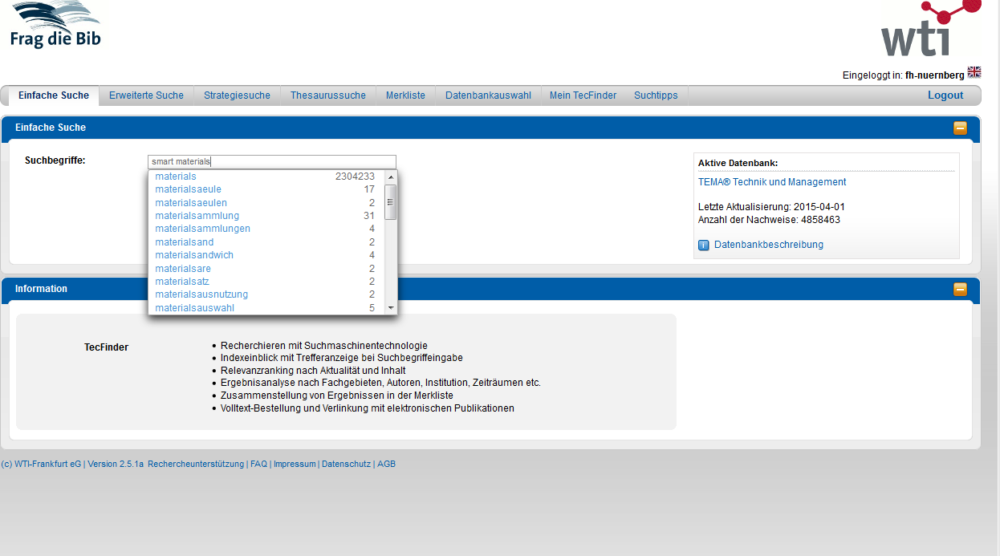 Frag die Bib
wti
Eingeloggt in: fh-nuernberg
Einfache Suche Erweiterte Suche Strategiesuche Thesaurussuche Merkliste Datenbankauswahl Mein TecFinder Suchtipps Logout
Einfache Suche
Suchbegriffe: smart materials
materials 2304233
materialsaeule 17
materialsaeulen 2
materialsammlung 31
materialsammlungen 4
materialsand 2
materialsandwich 4
materialsare 2
materialsatz 2
materialsausnutzung 2
materialsauswahl 5
Aktive Datenbank:
TEMA® Technik und Management
Letzte Aktualisierung: 2015-04-01
Anzahl der Nachweise: 4858463
Datenbankbeschreibung
Information
TecFinder
• Recherchieren mit Suchmaschinentechnologie
• Indexeinblick mit Trefferanzeige bei Suchbegriffeingabe
• Relevanzranking nach Aktualität und Inhalt
• Ergebnisanalyse nach Fachgebieten, Autoren, Institution, Zeiträumen etc.
• Zusammenstellung von Ergebnissen in der Merkliste
• Volltext-Bestellung und Verlinkung mit elektronischen Publikationen
(c) WTI-Frankfurt eG | Version 2.5.1a Rechercheunterstützung | FAQ | Impressum | Datenschutz | AGB